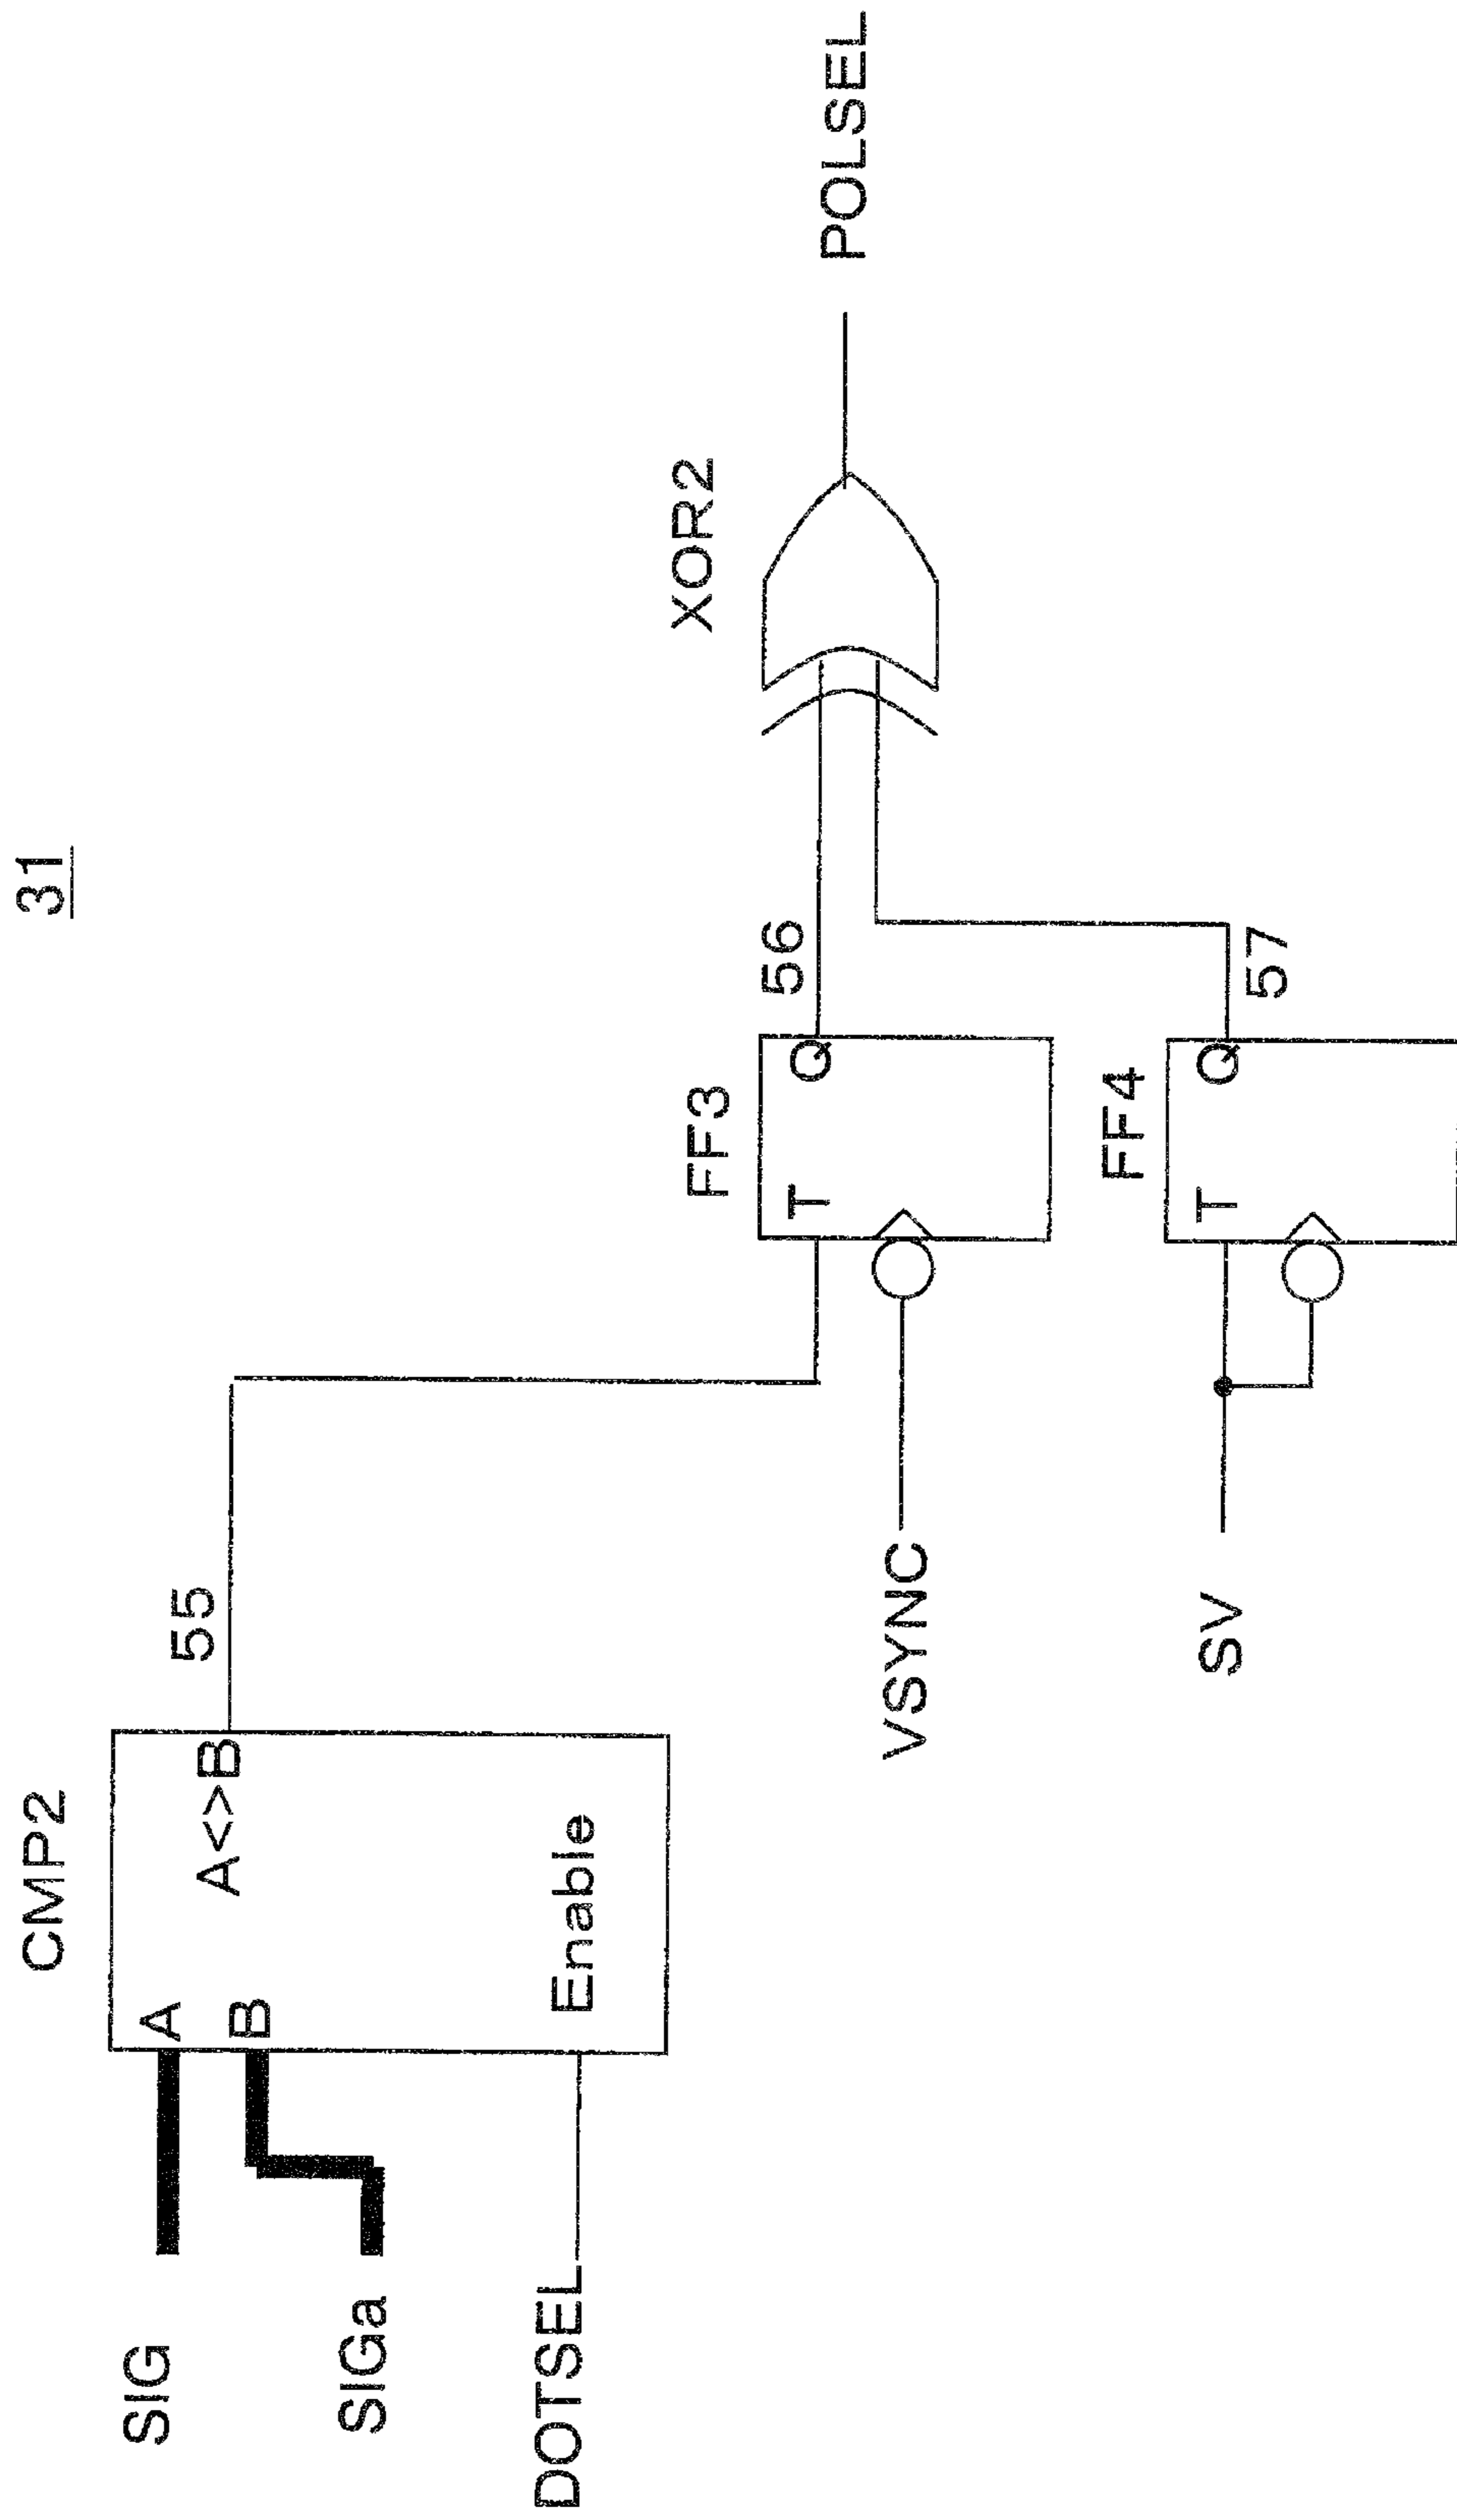 31
CMP2
SIG
A
A<>B
55
SIGa
B
DOTSEL
Enable
FF3
T
Q
56
VSYNC
XOR2
POLSEL
FF4
T
Q
57
SV